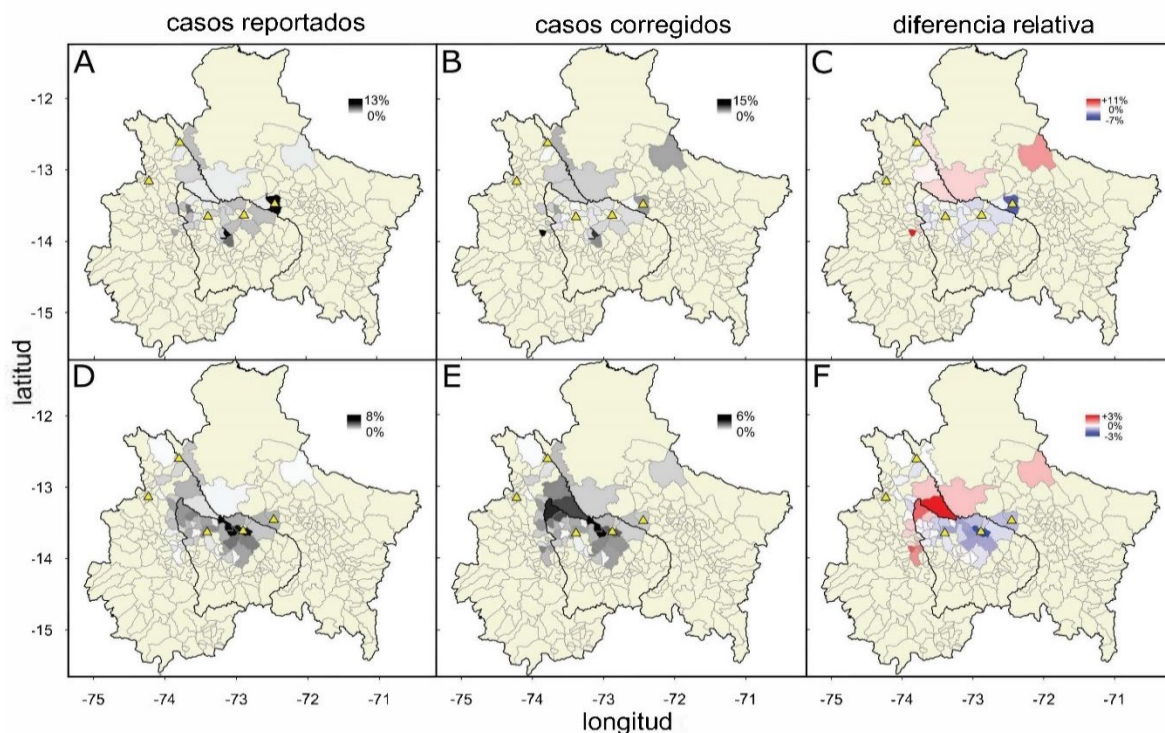 casos reportados casos corregidos diferencia relativa
A B C
13% 15% +11%
0% 0% 0%
-7%
-12
-13
-14
-15
latitud
D E F
8% 6% +3%
0% 0% 0%
-3%
-12
-13
-14
-15
-75 -74 -73 -72 -71 -75 -74 -73 -72 -71 -75 -74 -73 -72 -71
longitud